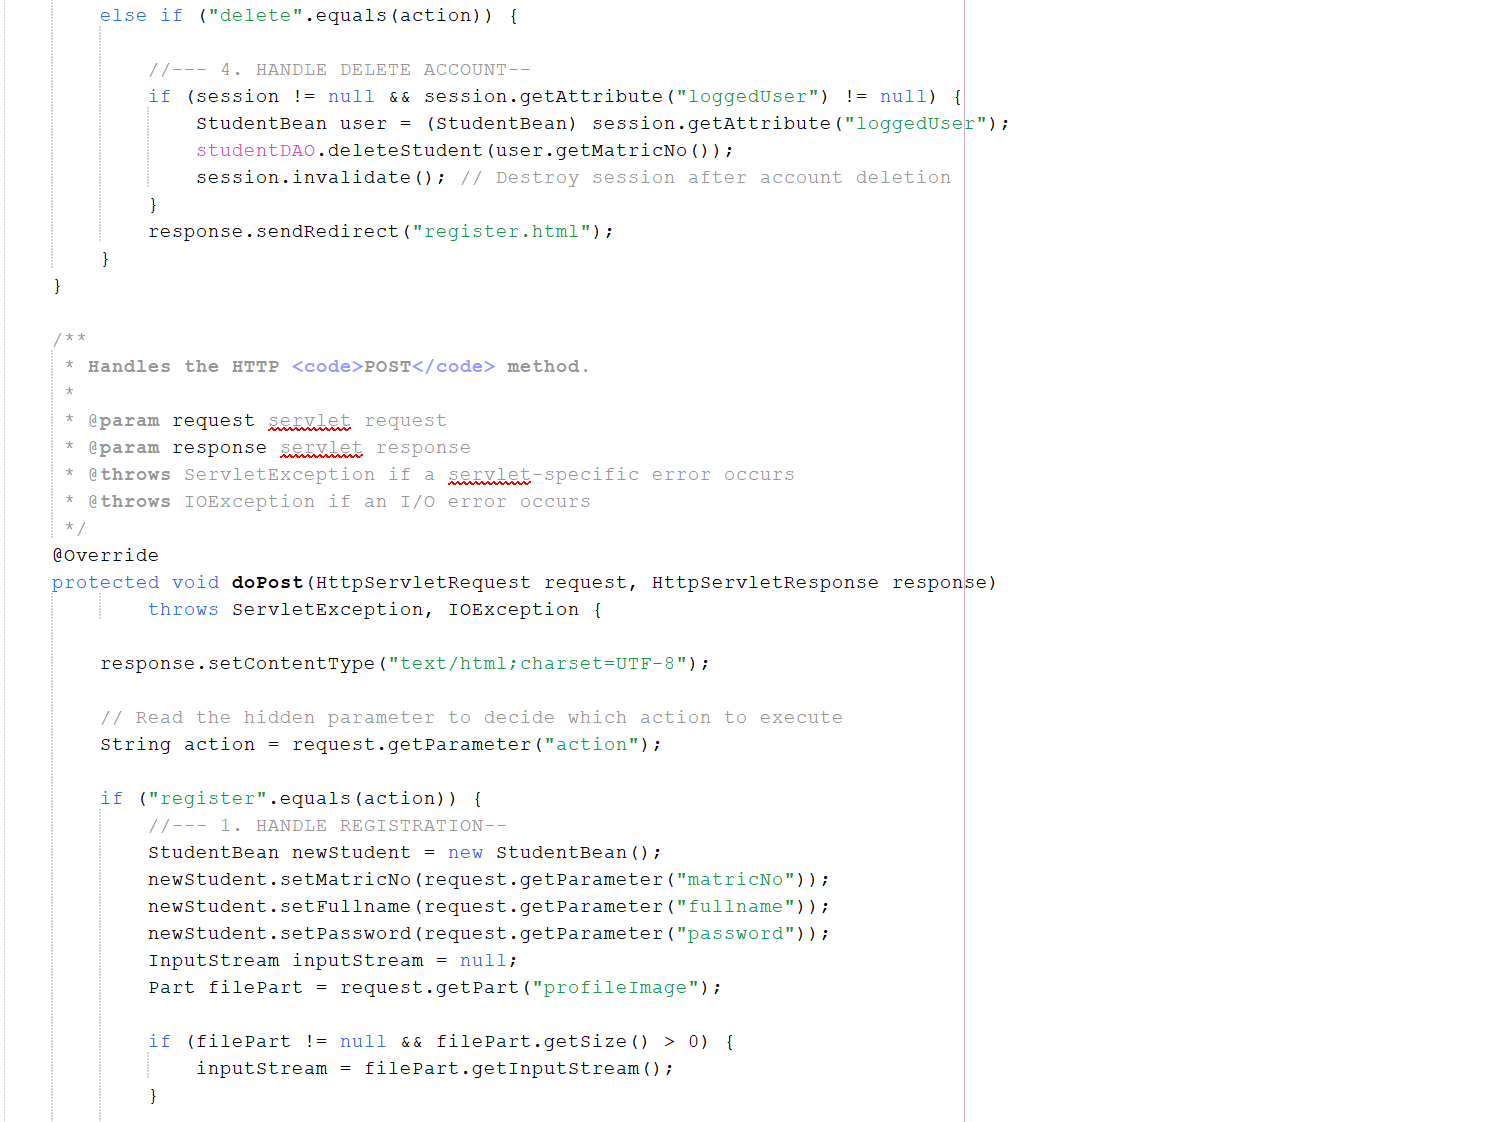 else if ("delete".equals(action)) {
//--- 4. HANDLE DELETE ACCOUNT--
if (session != null && session.getAttribute("loggedUser") != null) {
StudentBean user = (StudentBean) session.getAttribute("loggedUser");
studentDAO.deleteStudent(user.getMatricNo());
session.invalidate(); // Destroy session after account deletion
}
response.sendRedirect("register.html");
}
}
/**
* Handles the HTTP <code>POST</code> method.
*
* @param request servlet request
* @param response servlet response
* @throws ServletException if a servlet-specific error occurs
* @throws IOException if an I/O error occurs
*/
@Override
protected void doPost(HttpServletRequest request, HttpServletResponse response)
throws ServletException, IOException {
response.setContentType("text/html;charset=UTF-8");
// Read the hidden parameter to decide which action to execute
String action = request.getParameter("action");
if ("register".equals(action)) {
//--- 1. HANDLE REGISTRATION--
StudentBean newStudent = new StudentBean();
newStudent.setMatricNo(request.getParameter("matricNo"));
newStudent.setFullname(request.getParameter("fullname"));
newStudent.setPassword(request.getParameter("password"));
InputStream inputStream = null;
Part filePart = request.getPart("profileImage");
if (filePart != null && filePart.getSize() > 0) {
inputStream = filePart.getInputStream();
}